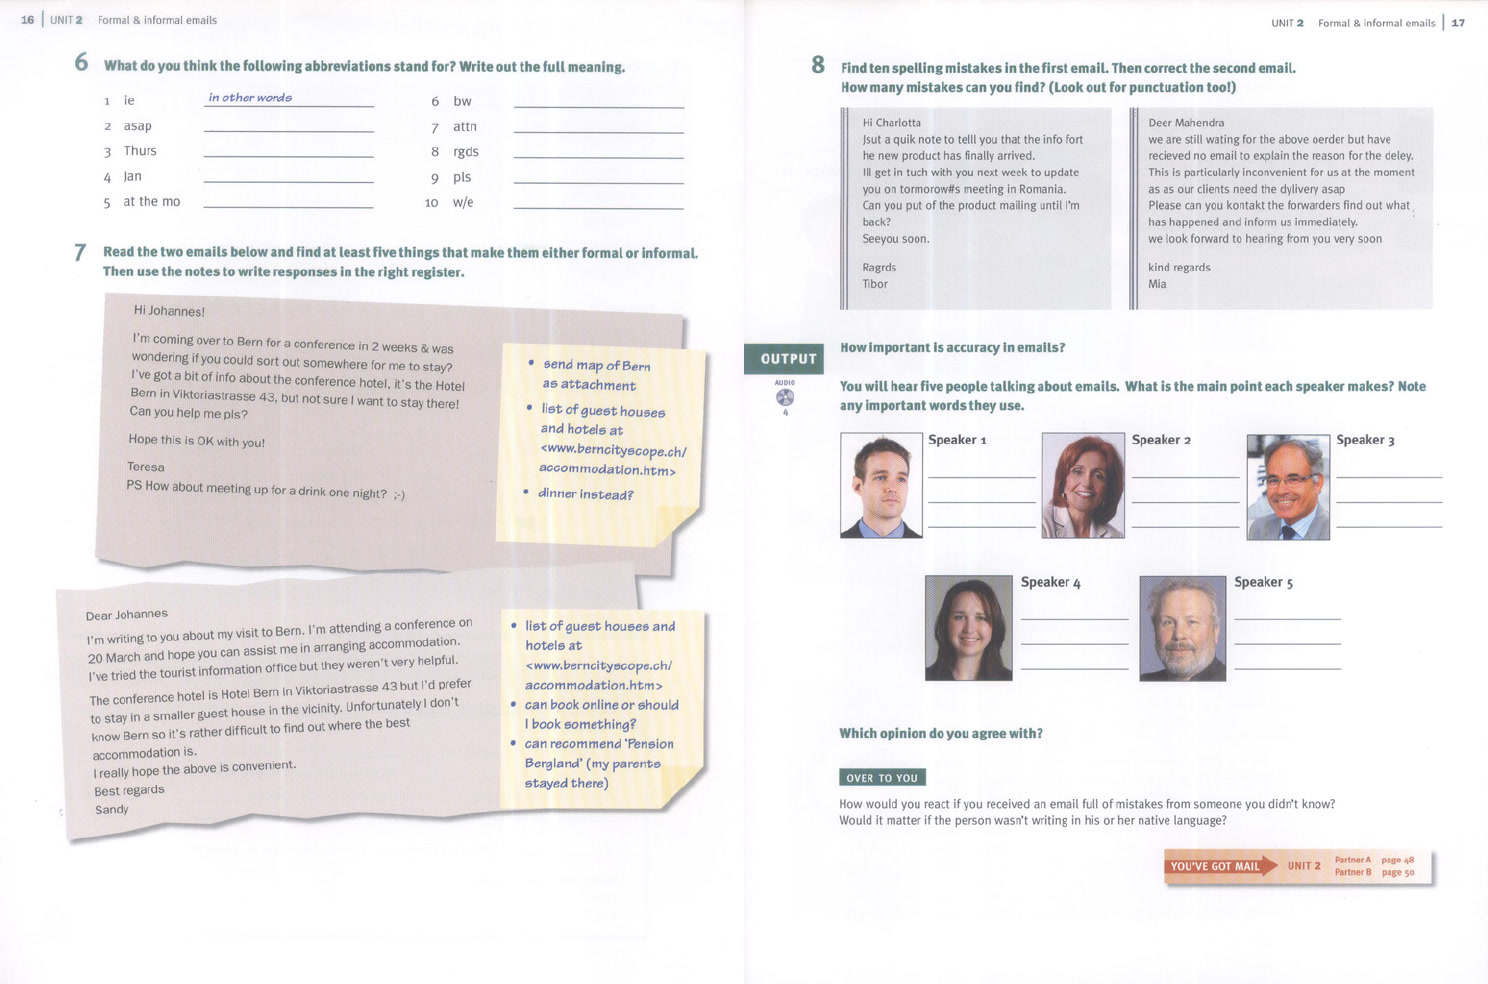 16 | UNIT 2 Formal & informal emails
6 What do you think the following abbreviations stand for? Write out the full meaning.
1 ie in other words
2 asap
3 Thurs
4 Jan
5 at the mo
6 bw
7 attn
8 rgds
9 pls
10 w/e
7 Read the two emails below and find at least five things that make them either formal or informal.
Then use the notes to write responses in the right register.
Hi Johannes!
I'm coming over to Bern for a conference in 2 weeks & was
wondering if you could sort out somewhere for me to stay?
I've got a bit of info about the conference hotel, it's the Hotel
Bern in Viktoriastrasse 43, but not sure I want to stay there!
Can you help me pls?
Hope this is OK with you!
Teresa
PS How about meeting up for a drink one night? ;-)
• send map of Bern
as attachment
• list of guest houses
and hotels at
<www.berncityscope.ch/
accommodation.htm>
• dinner instead?
Dear Johannes
I'm writing to you about my visit to Bern. I'm attending a conference on
20 March and hope you can assist me in arranging accommodation.
I've tried the tourist information office but they weren't very helpful.
The conference hotel is Hotel Bern in Viktoriastrasse 43 but I'd prefer
to stay in a smaller guest house in the vicinity. Unfortunately I don't
know Bern so it's rather difficult to find out where the best
accommodation is.
I really hope the above is convenient.
Best regards
Sandy
• list of guest houses and
hotels at
<www.berncityscope.ch/
accommodation.htm>
• can book online or should
I book something?
• can recommend 'Pension
Bergland' (my parents
stayed there)
UNIT 2 Formal & informal emails | 17
8 Find ten spelling mistakes in the first email. Then correct the second email.
How many mistakes can you find? (Look out for punctuation too!)
Hi Charlotta
Jsut a quik note to telll you that the info fort
he new product has finally arrived.
Ill get in tuch with you next week to update
you on tormorow#s meeting in Romania.
Can you put of the product mailing until I'm
back?
Seeyou soon.
Ragrds
Tibor
Deer Mahendra
we are still wating for the above oerder but have
recieved no email to explain the reason for the deley.
This is particularly inconvenient for us at the moment
as as our clients need the dylivery asap
Please can you kontakt the forwarders find out what
has happened and inform us immediately.
we look forward to hearing from you very soon
kind regards
Mia
OUTPUT
AUDIO
4
How important is accuracy in emails?
You will hear five people talking about emails. What is the main point each speaker makes? Note
any important words they use.
Speaker 1
Speaker 2
Speaker 3
Speaker 4
Speaker 5
Which opinion do you agree with?
OVER TO YOU
How would you react if you received an email full of mistakes from someone you didn't know?
Would it matter if the person wasn't writing in his or her native language?
YOU'VE GOT MAIL UNIT 2 Partner A page 48
Partner B page 50